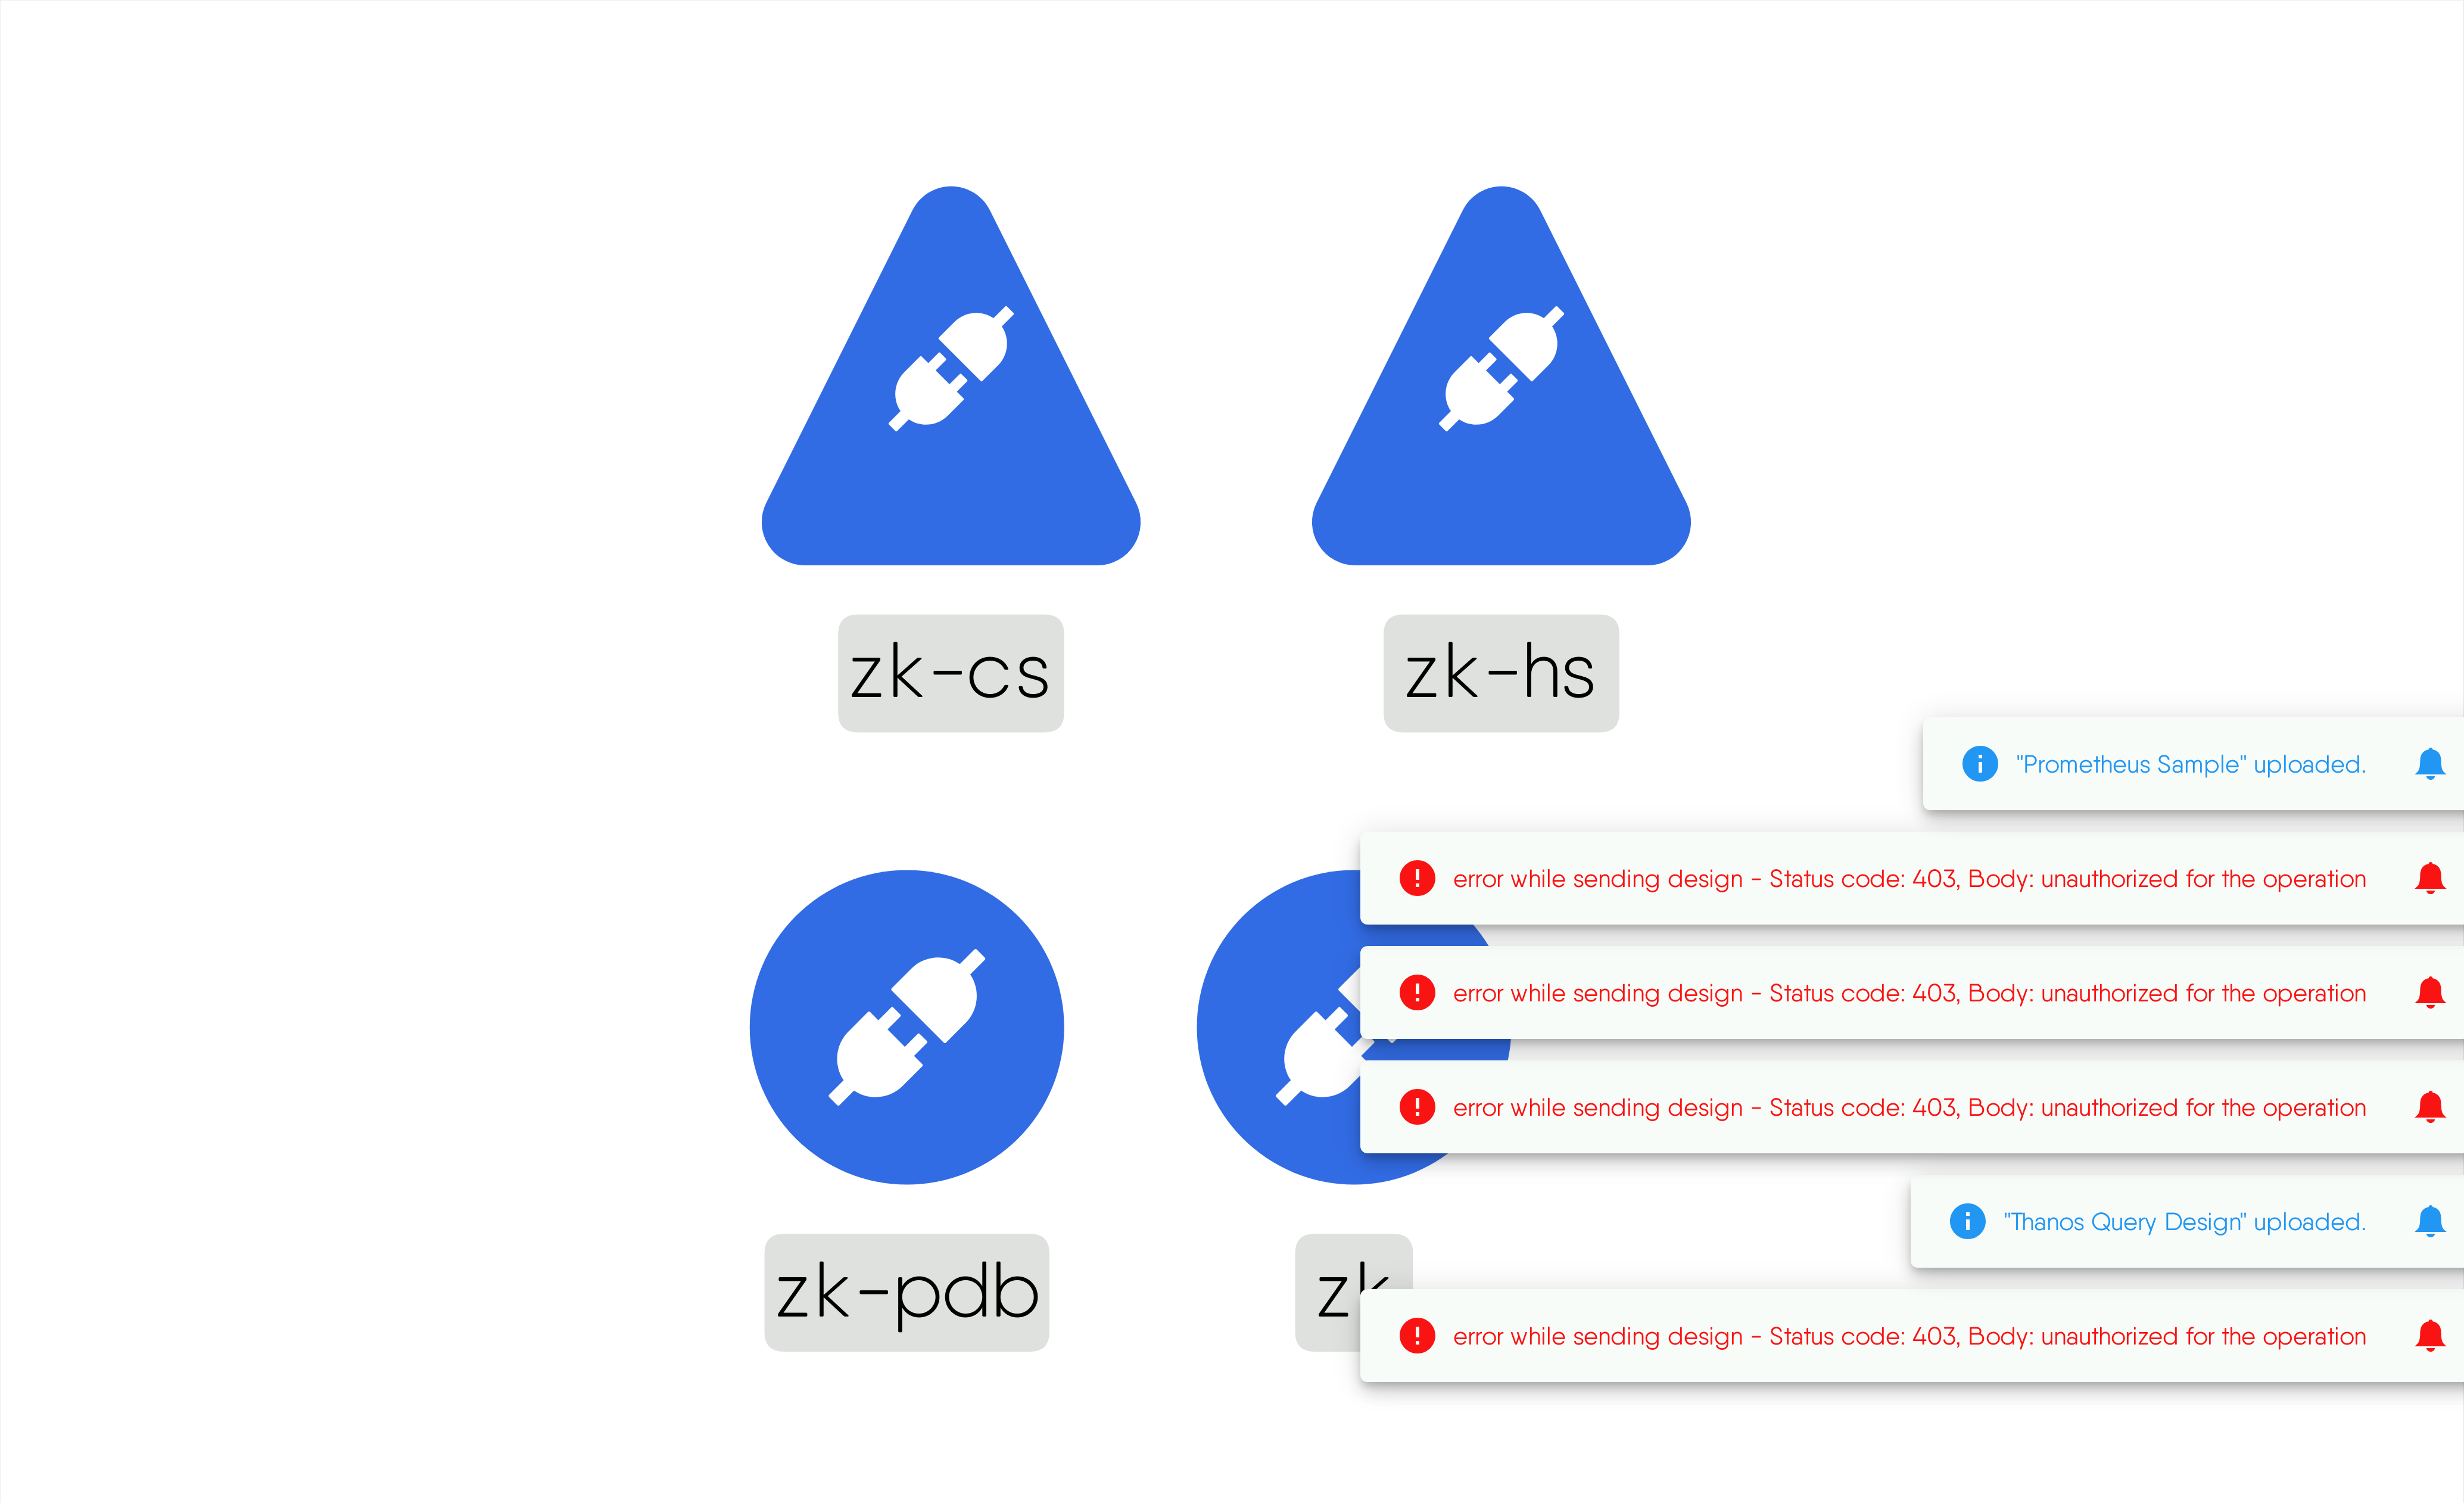 zk-cs
zk-hs
"Prometheus Sample" uploaded.
error while sending design - Status code: 403, Body: unauthorized for the operation
error while sending design - Status code: 403, Body: unauthorized for the operation
error while sending design - Status code: 403, Body: unauthorized for the operation
"Thanos Query Design" uploaded.
zk-pdb
zk
error while sending design - Status code: 403, Body: unauthorized for the operation